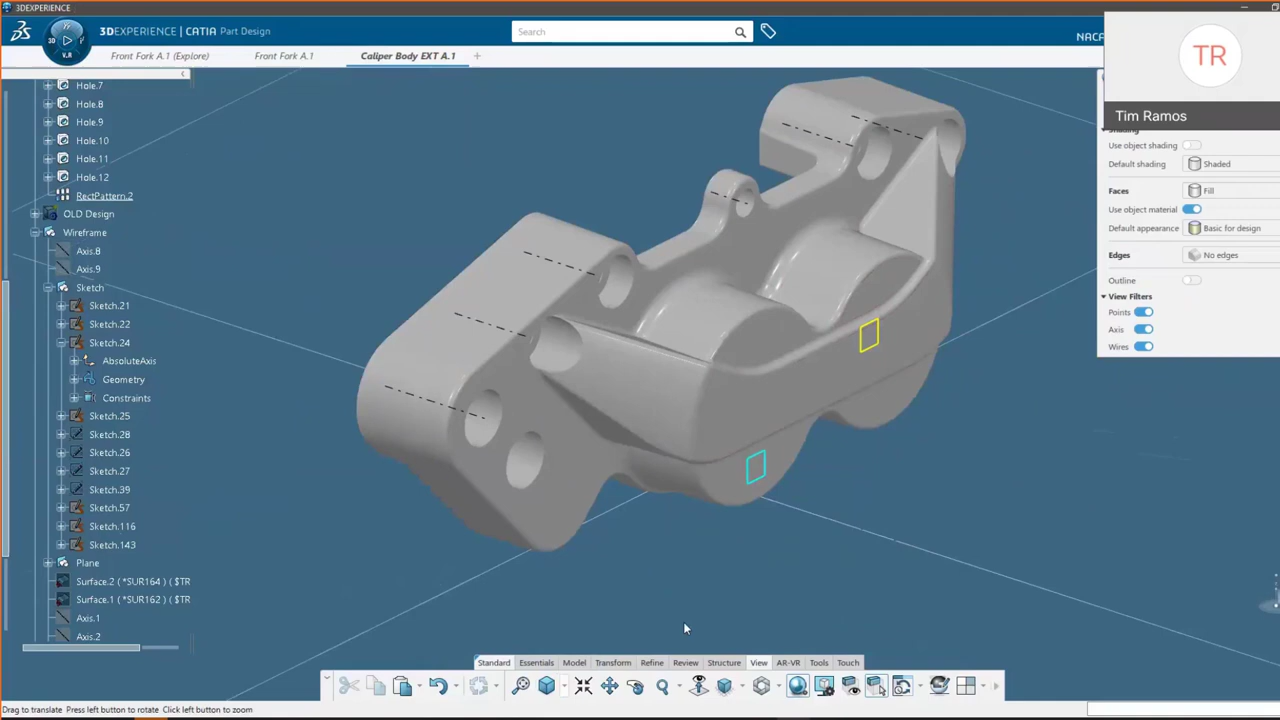 3DEXPERIENCE
3DEXPERIENCE | CATIA Part Design
Search
NACA
TR
Tim Ramos
Front Fork A.1 (Explore)
Front Fork A.1
Caliper Body EXT A.1
Hole.7
Hole.8
Hole.9
Hole.10
Hole.11
Hole.12
RectPattern.2
OLD Design
Wireframe
Axis.8
Axis.9
Sketch
Sketch.21
Sketch.22
Sketch.24
AbsoluteAxis
Geometry
Constraints
Sketch.25
Sketch.28
Sketch.26
Sketch.27
Sketch.39
Sketch.57
Sketch.116
Sketch.143
Plane
Surface.2 ( *SUR164 ) ( $TR
Surface.1 ( *SUR162 ) ( $TR
Axis.1
Axis.2
Shading
Use object shading
Default shading Shaded
Faces Fill
Use object material
Default appearance Basic for design
Edges No edges
Outline
View Filters
Points
Axis
Wires
Standard Essentials Model Transform Refine Review Structure View AR-VR Tools Touch
Drag to translate Press left button to rotate Click left button to zoom